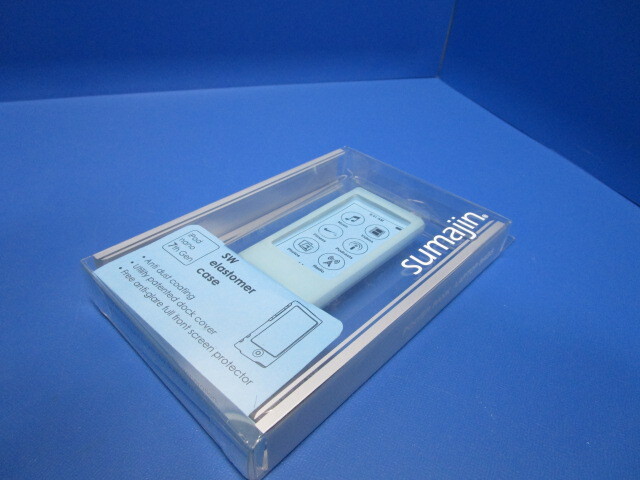 sumajin
iPod
nano
7th Gen
SW
elastomer
case
• Anti dust coating
• Utility patented dock cover
• Free anti-glare full front screen protector